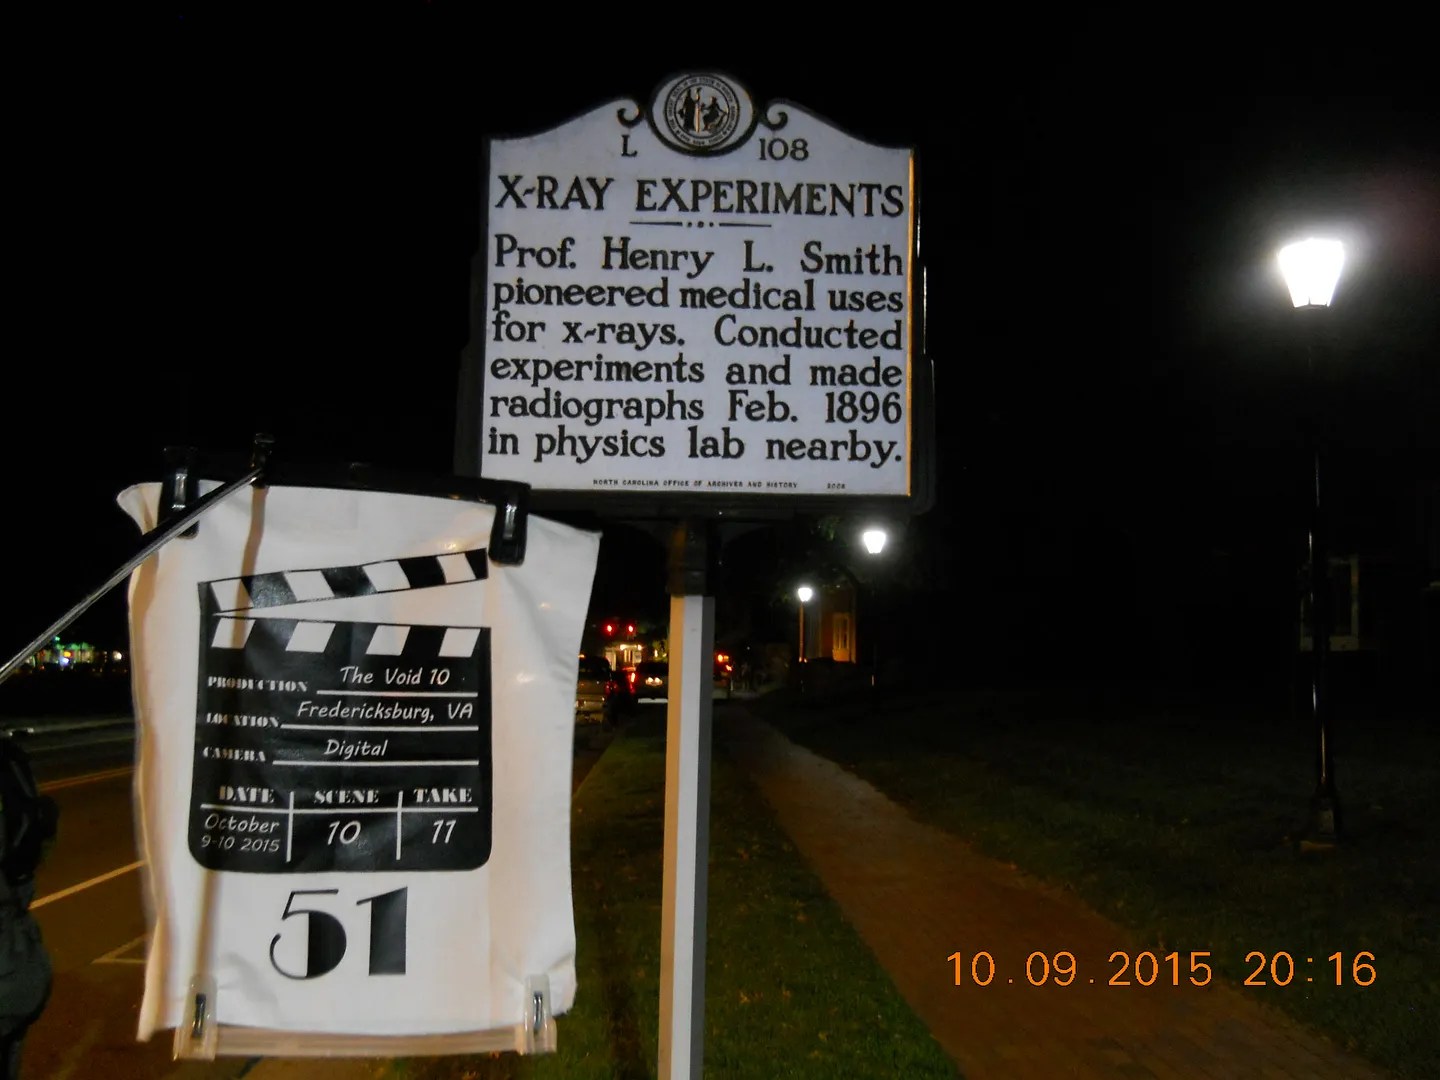 L 108
X-RAY EXPERIMENTS
Prof. Henry L. Smith
pioneered medical uses
for x-rays. Conducted
experiments and made
radiographs Feb. 1896
in physics lab nearby.
NORTH CAROLINA OFFICE OF ARCHIVES AND HISTORY 2008
PRODUCTION The Void 10
LOCATION Fredericksburg, VA
CAMERA Digital
DATE SCENE TAKE
October
9-10 2015 10 11
51
10.09.2015 20:16